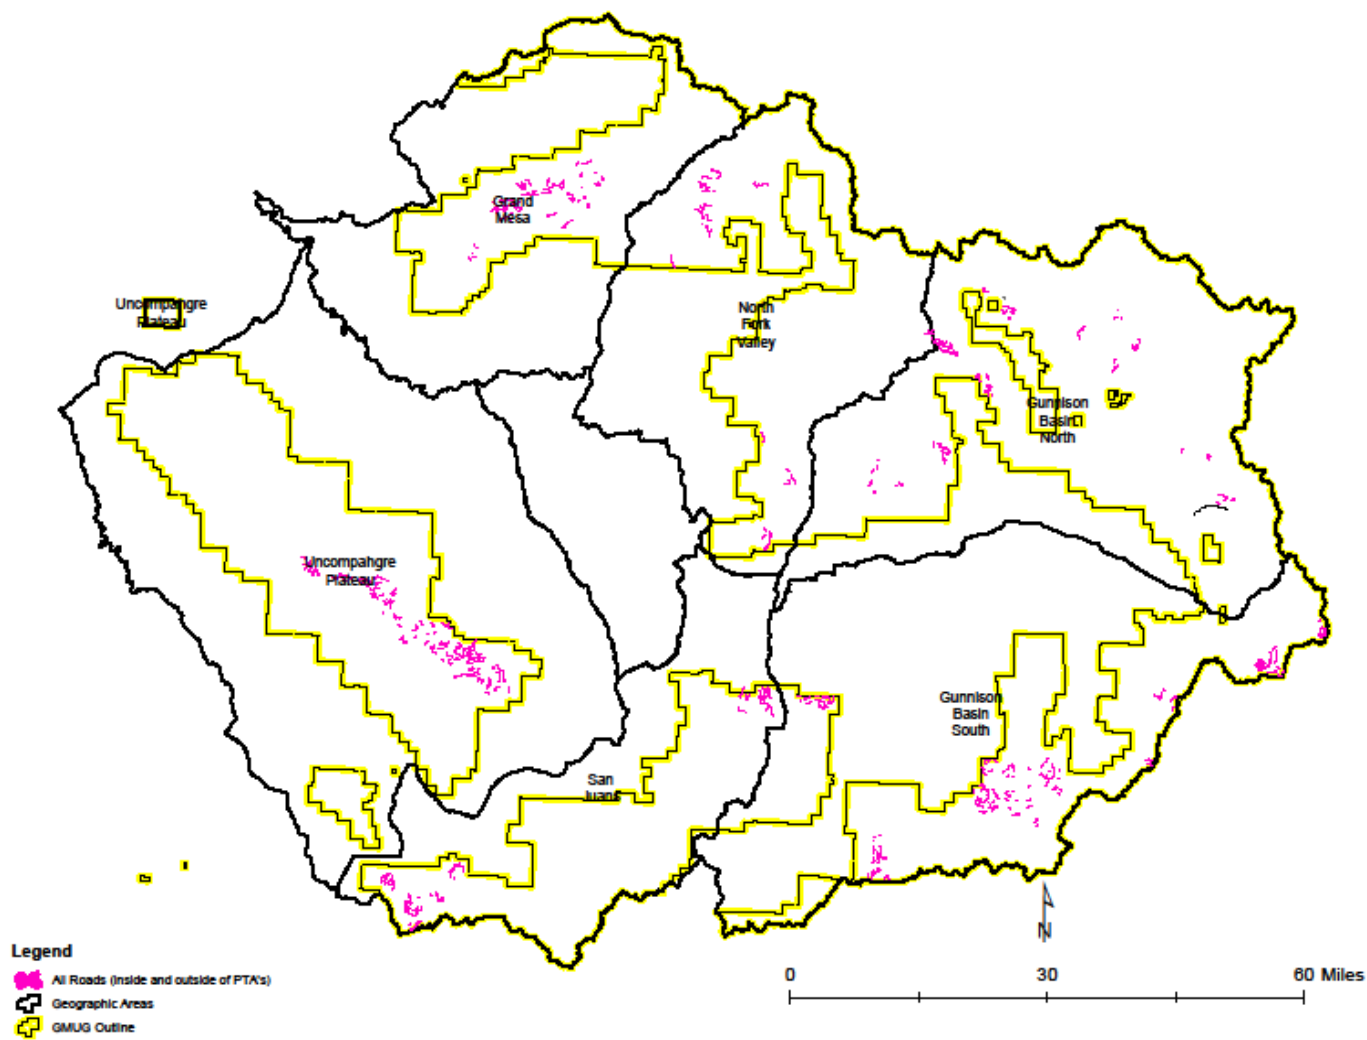 Grand
Mesa
Uncompangre
Plateau
North
Fork
Valley
Gunnison
Basin
North
Uncompahgre
Plateau
Gunnison
Basin
South
San
Juans
N
Legend
All Roads (inside and outside of PTA's)
Geographic Areas
GMUG Outline
0 30 60 Miles